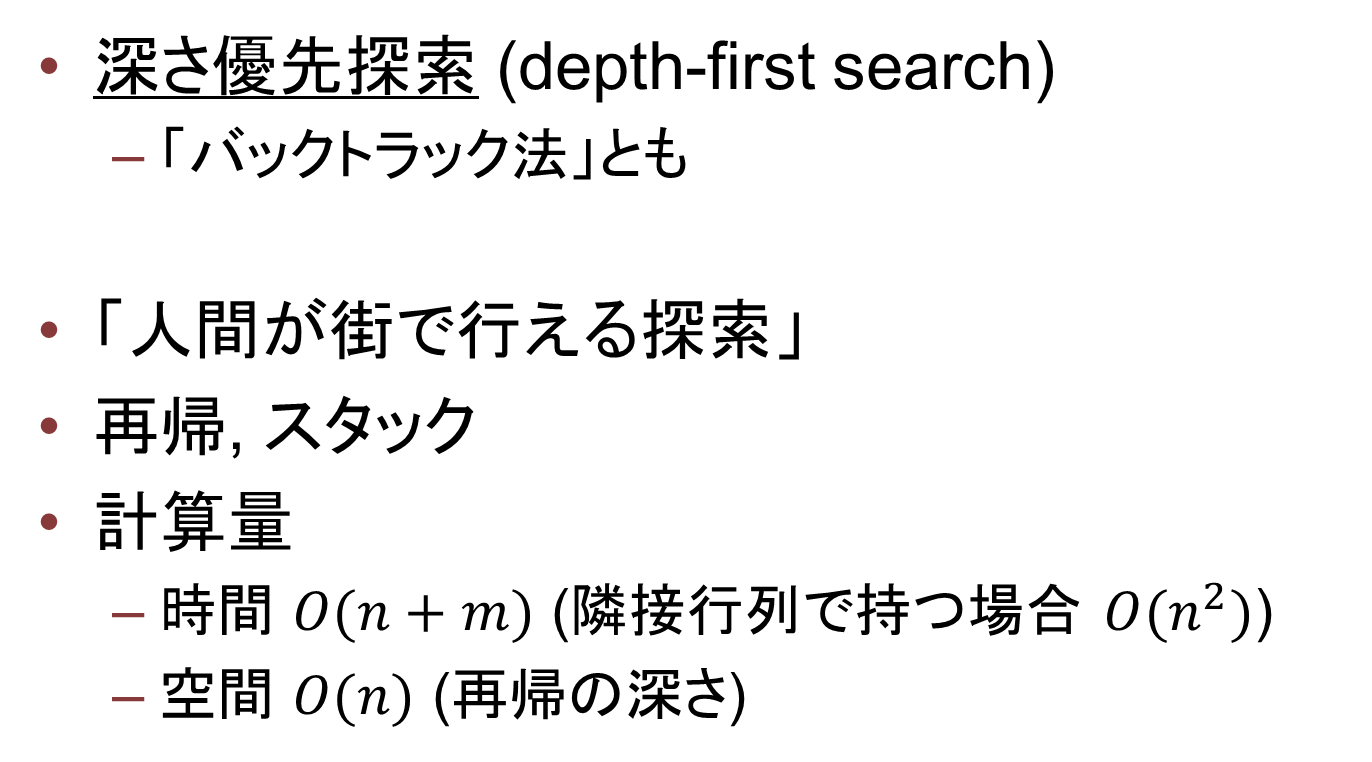 • 深さ優先探索 (depth-first search)
– 「バックトラック法」とも
• 「人間が街で行える探索」
• 再帰, スタック
• 計算量
– 時間 𝑂(𝑛 + 𝑚) (隣接行列で持つ場合 𝑂(𝑛²))
– 空間 𝑂(𝑛) (再帰の深さ)